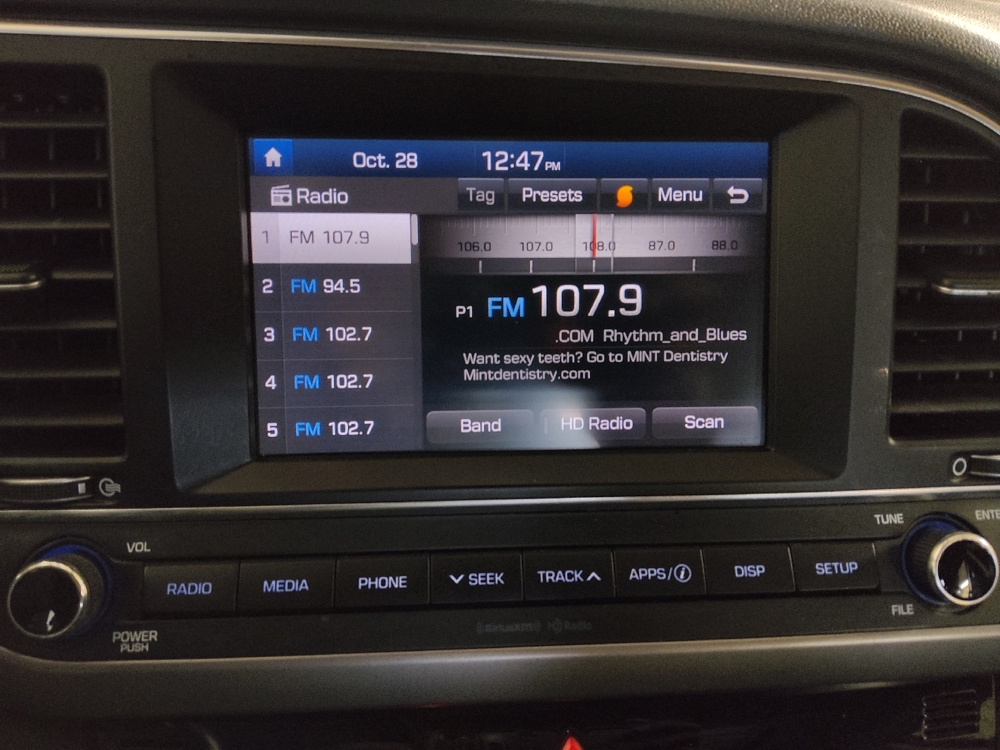 Oct. 28 12:47PM
Radio Tag Presets Menu
1 FM 107.9
2 FM 94.5
3 FM 102.7
4 FM 102.7
5 FM 102.7
106.0 107.0 108.0 87.0 88.0
P1 FM 107.9
.COM Rhythm_and_Blues
Want sexy teeth? Go to MINT Dentistry
Mintdentistry.com
Band HD Radio Scan
VOL
RADIO MEDIA PHONE SEEK TRACK APPS/i DISP SETUP
POWER
PUSH
SiriusXM HD Radio
TUNE
FILE